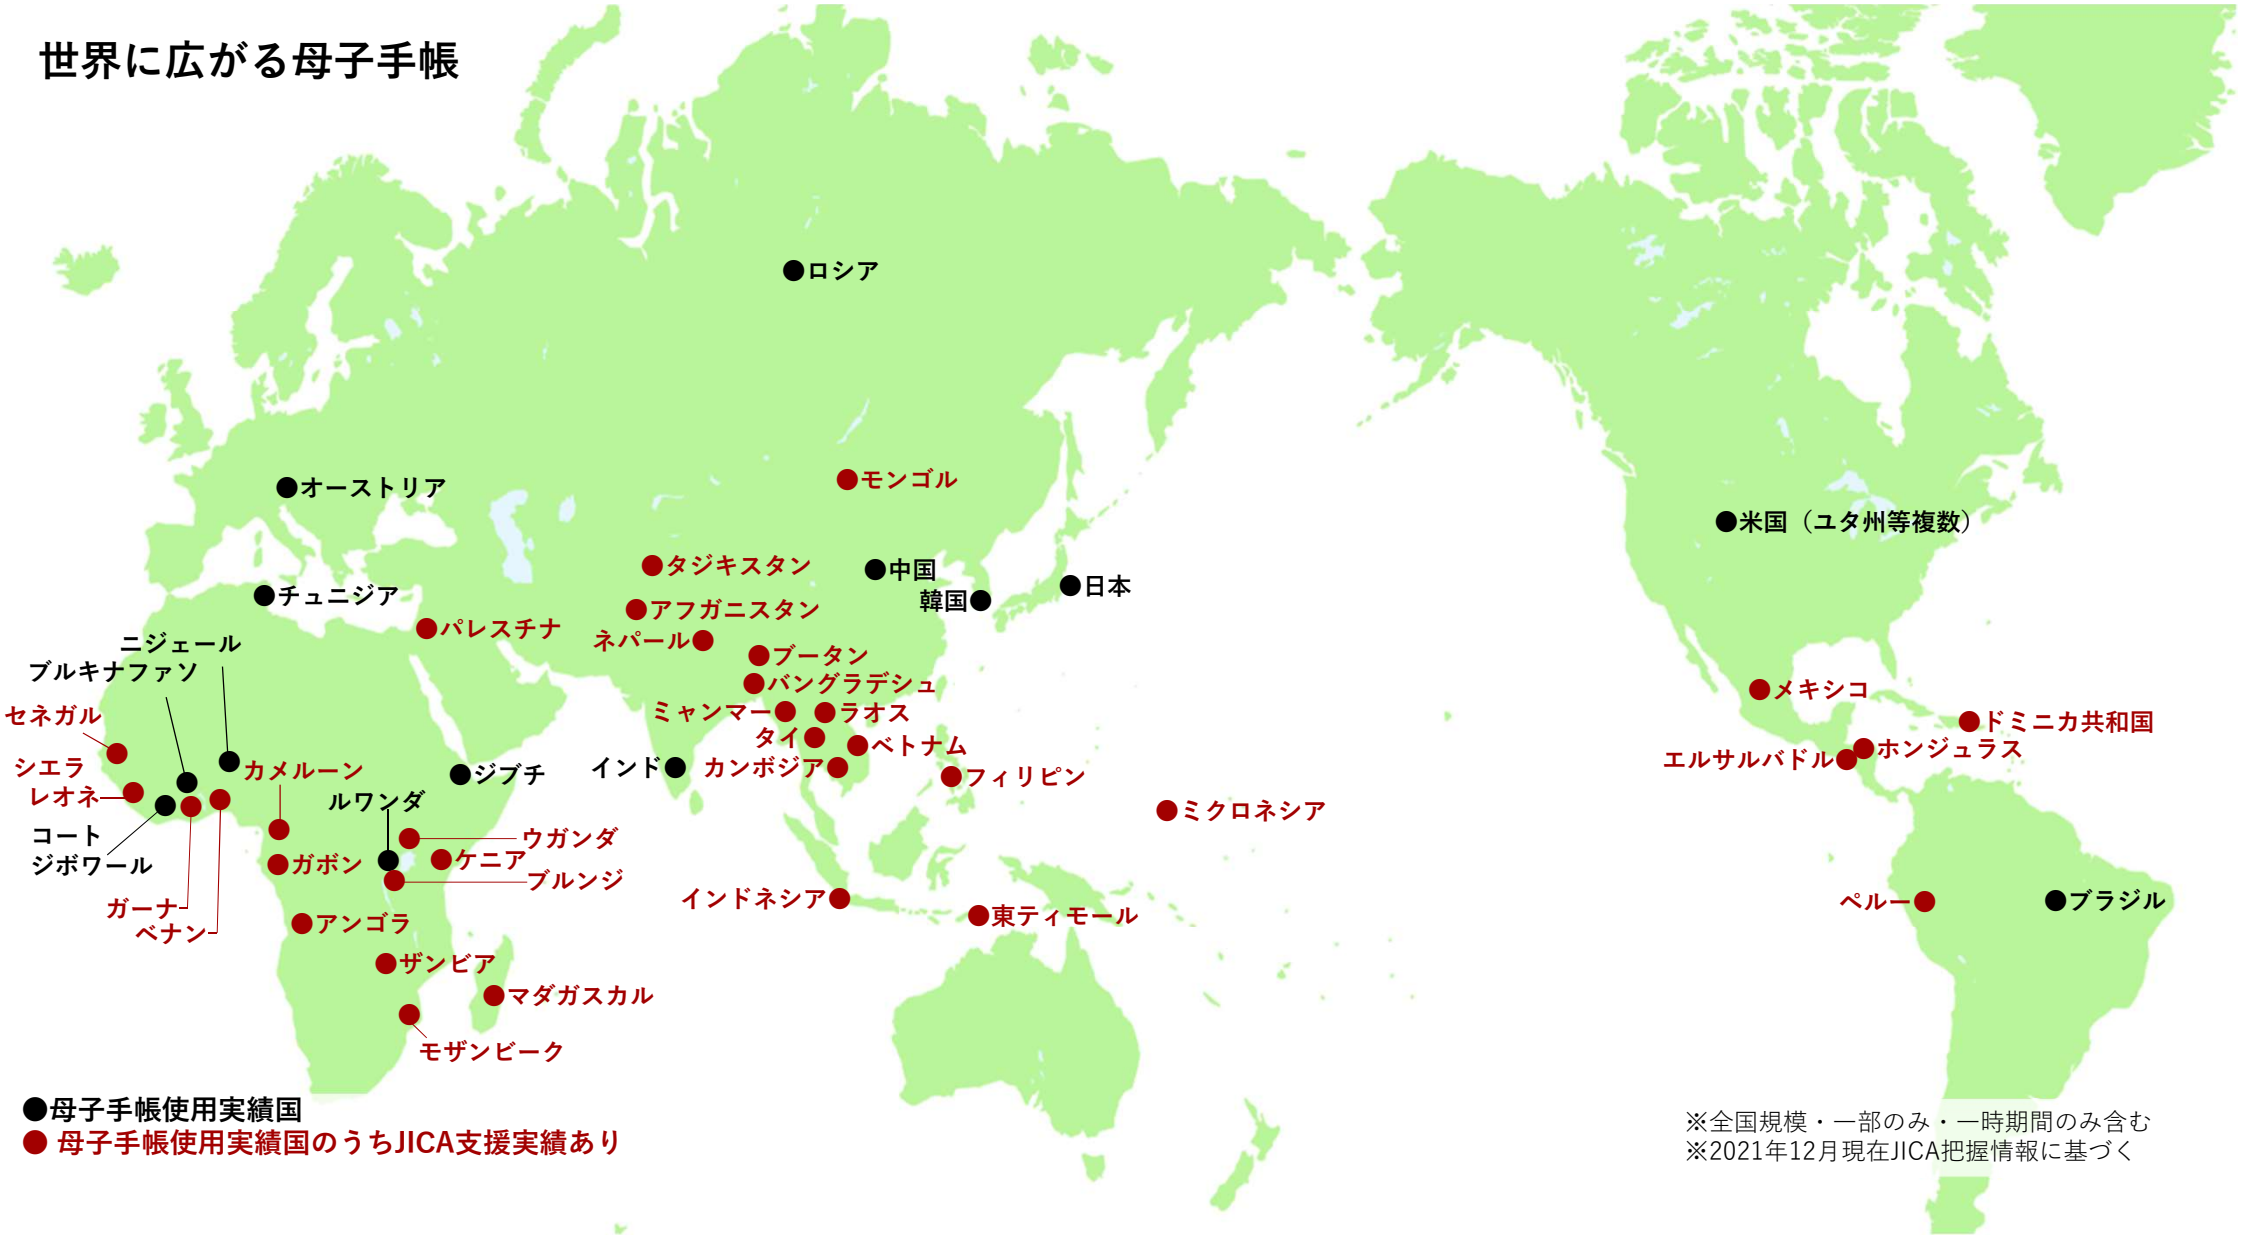 世界に広がる母子手帳
●ロシア
●オーストリア
●モンゴル
●米国（ユタ州等複数）
●タジキスタン
●中国
韓国●
●日本
●チュニジア
●アフガニスタン
●パレスチナ
ネパール●
ニジェール
ブルキナファソ
●ブータン
●バングラデシュ
●メキシコ
セネガル
ミャンマー●
●ラオス
●ドミニカ共和国
タイ●
●ベトナム
●ホンジュラス
エルサルバドル●
シエラ
レオネ
カメルーン
●ジブチ
インド●
カンボジア●
●フィリピン
ルワンダ
●ミクロネシア
コート
ジボワール
ウガンダ
●ケニア
●ガボン
ブルンジ
インドネシア●
●東ティモール
ペルー●
●ブラジル
ガーナ
ベナン
●アンゴラ
●ザンビア
●マダガスカル
モザンビーク
●母子手帳使用実績国
● 母子手帳使用実績国のうちJICA支援実績あり
※全国規模・一部のみ・一時期間のみ含む
※2021年12月現在JICA把握情報に基づく